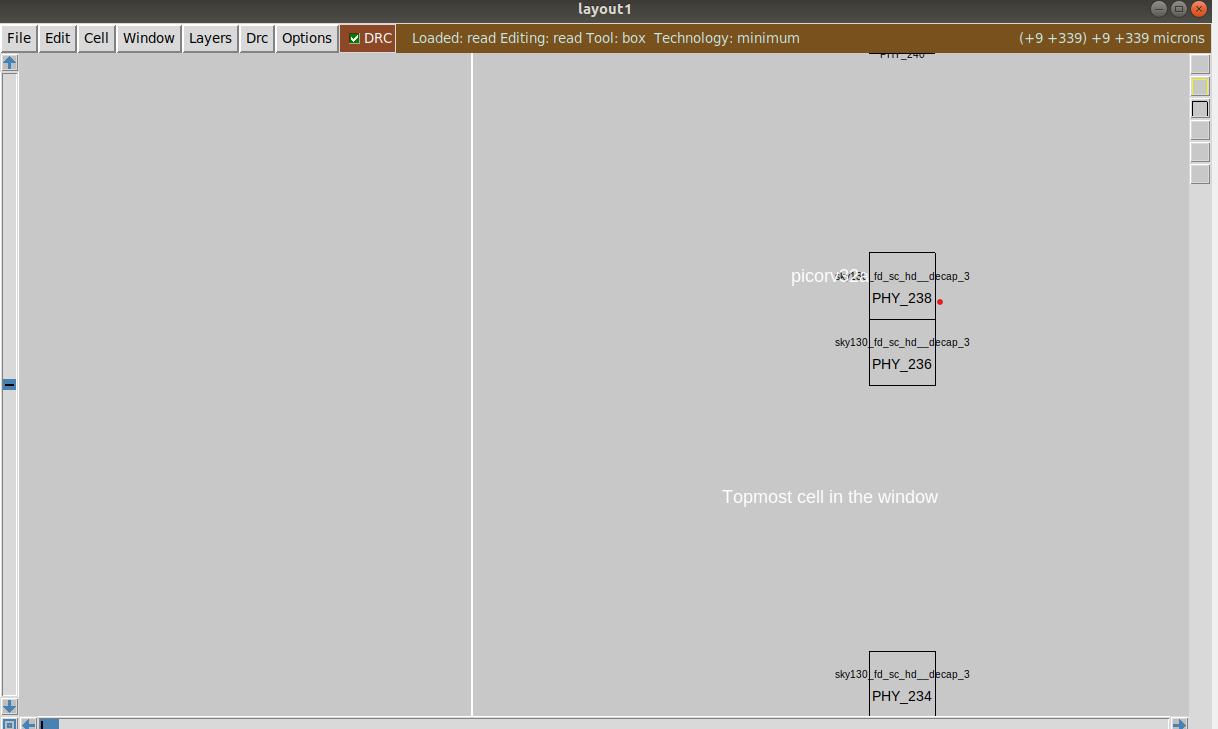 layout1
File Edit Cell Window Layers Drc Options DRC Loaded: read Editing: read Tool: box Technology: minimum (+9 +339) +9 +339 microns
PHY_240
picorv32a sky130_fd_sc_hd__decap_3
PHY_238
sky130_fd_sc_hd__decap_3
PHY_236
Topmost cell in the window
sky130_fd_sc_hd__decap_3
PHY_234